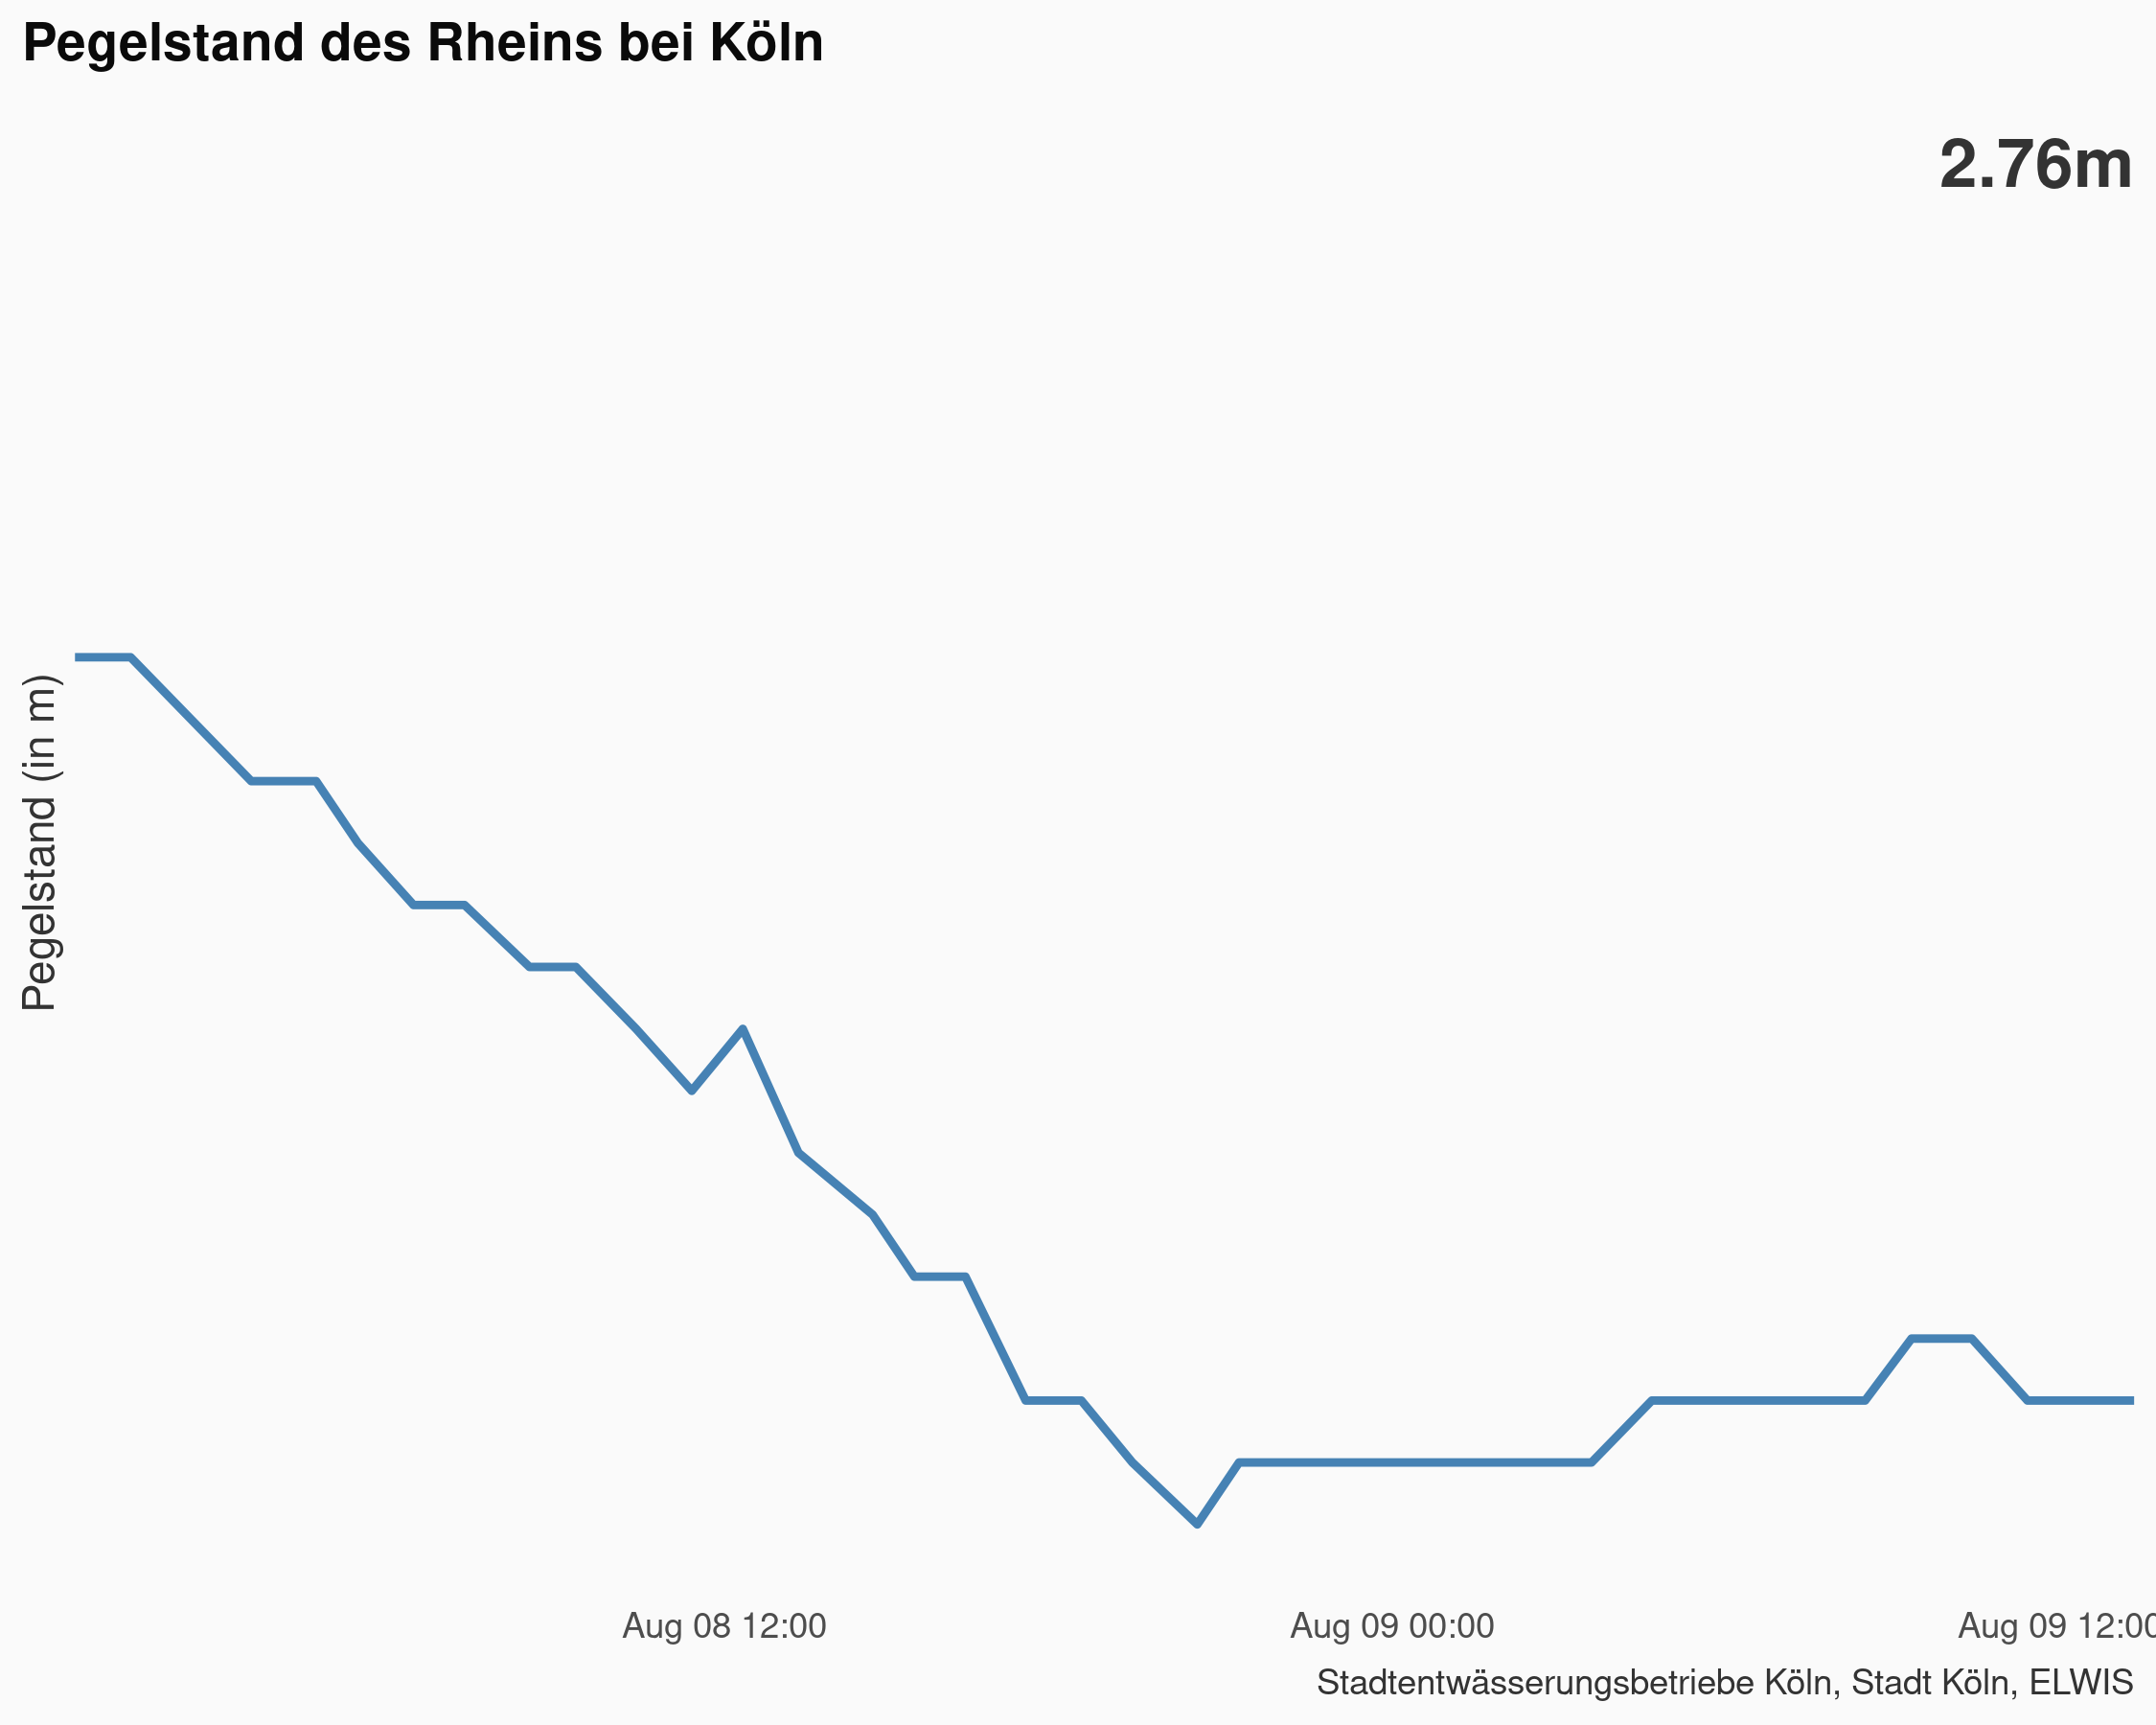 Pegelstand des Rheins bei Köln
2.76m
Pegelstand (in m)
Aug 08 12:00
Aug 09 00:00
Aug 09 12:00
Stadtentwässerungsbetriebe Köln, Stadt Köln, ELWIS